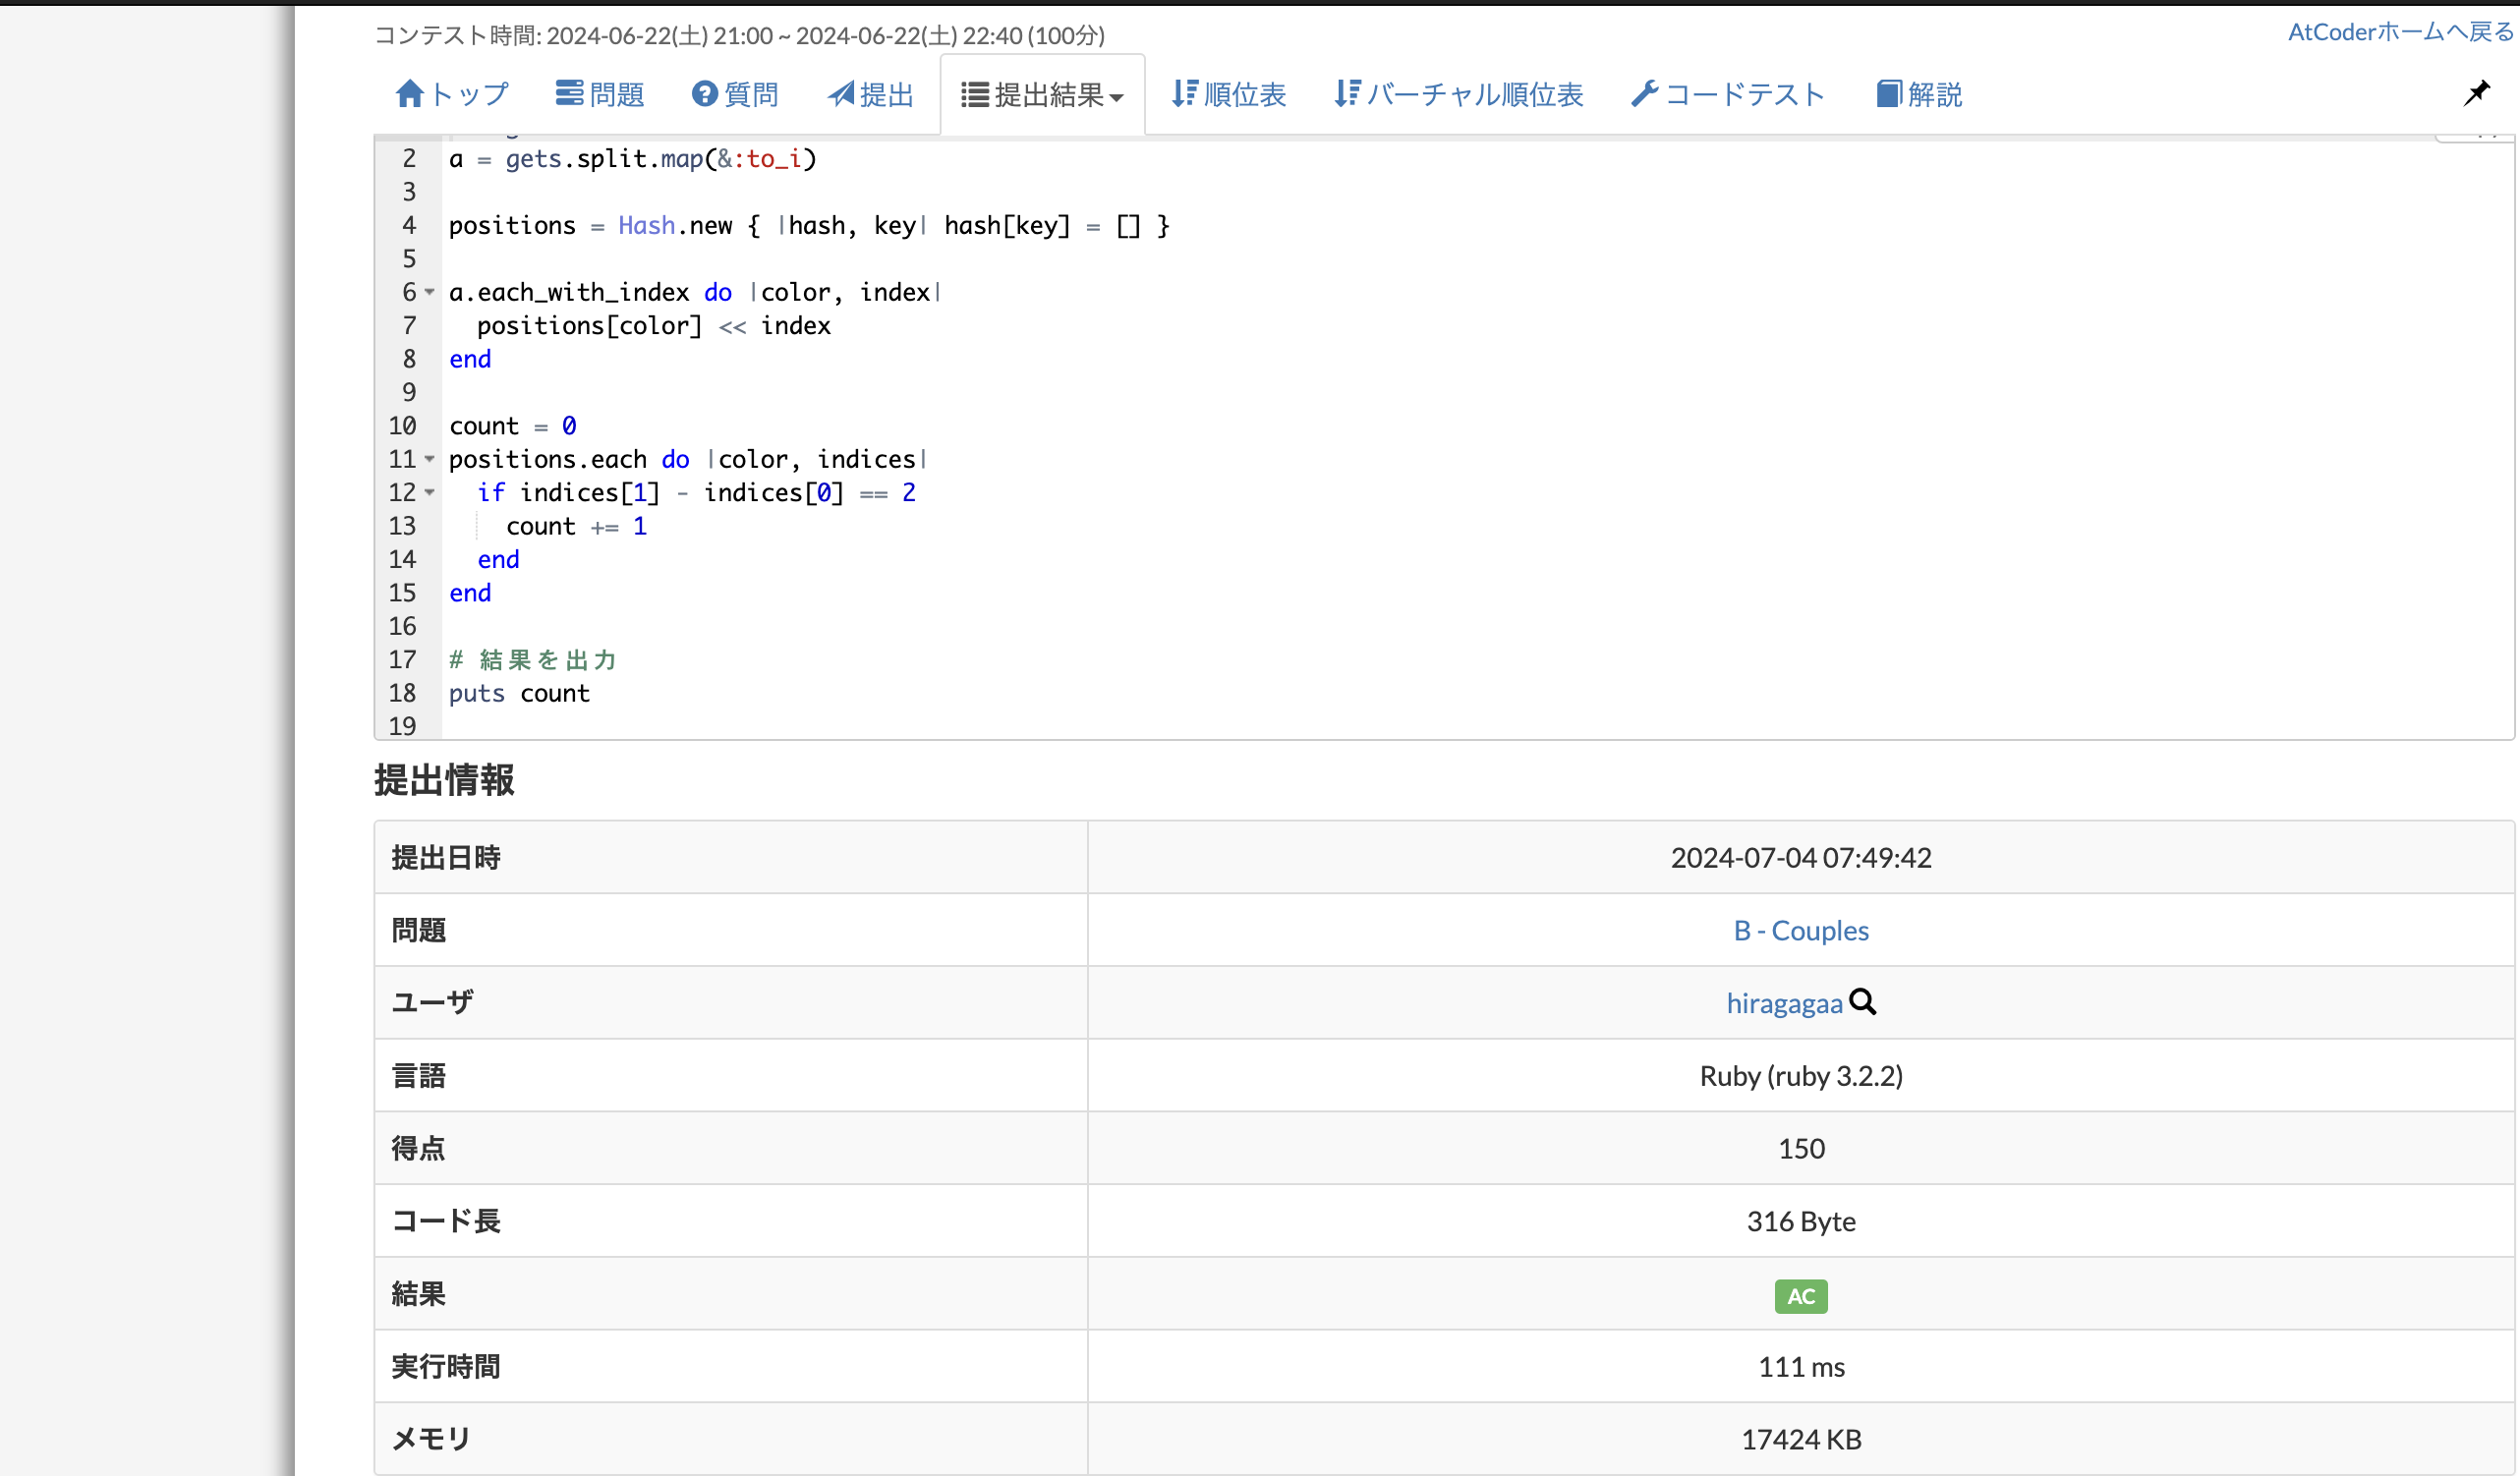 コンテスト時間: 2024-06-22(土) 21:00 ~ 2024-06-22(土) 22:40 (100分)
AtCoderホームへ戻る
トップ 問題 質問 提出 提出結果 順位表 バーチャル順位表 コードテスト 解説
2 a = gets.split.map(&:to_i)
3
4 positions = Hash.new { |hash, key| hash[key] = [] }
5
6 a.each_with_index do |color, index|
7   positions[color] << index
8 end
9
10 count = 0
11 positions.each do |color, indices|
12   if indices[1] - indices[0] == 2
13     count += 1
14   end
15 end
16
17 # 結果を出力
18 puts count
19
提出情報
提出日時 2024-07-04 07:49:42
問題 B - Couples
ユーザ hiragagaa
言語 Ruby (ruby 3.2.2)
得点 150
コード長 316 Byte
結果 AC
実行時間 111 ms
メモリ 17424 KB